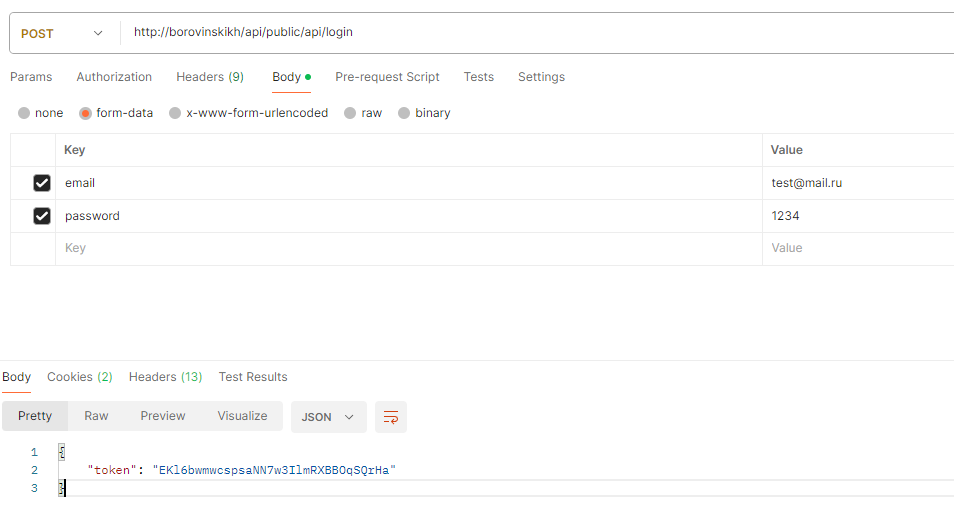 POST http://borovinskikh/api/public/api/login
Params Authorization Headers (9) Body Pre-request Script Tests Settings
none form-data x-www-form-urlencoded raw binary
Key Value
email test@mail.ru
password 1234
Key Value
Body Cookies (2) Headers (13) Test Results
Pretty Raw Preview Visualize JSON
1 {
2 "token": "EKl6bwmwcspsaNN7w3IlmRXBBOqSQrHa"
3 }